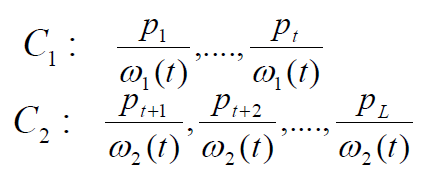 C₁ : p₁/ω₁(t) ,...., pₜ/ω₁(t)
C₂ : pₜ₊₁/ω₂(t) , pₜ₊₂/ω₂(t) ,...., p_L/ω₂(t)